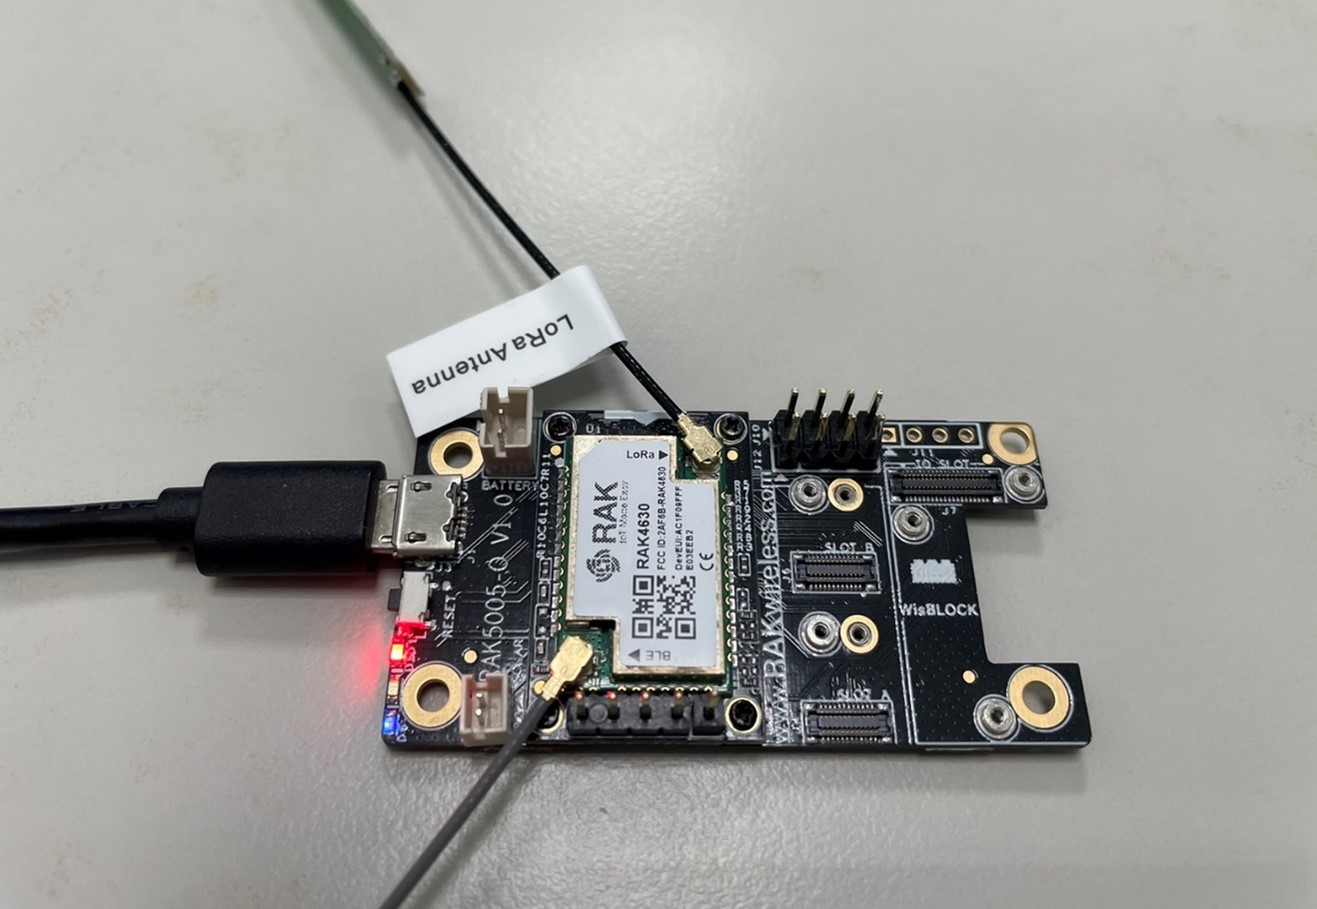 LoRa Antenna
BATTERY
RAK5005-O V1.0
RESET
LoRa
RAK
IoT Made Easy
RAK4630
FCC ID:2AF6B-RAK4630
DevEUI:AC1F09FFF
E03EEB2
CE
BLE
www.RAKwireless.com
J10
J12
J11
IO SLOT
J7
SLOT B
J6
WisBLOCK
SLOT A